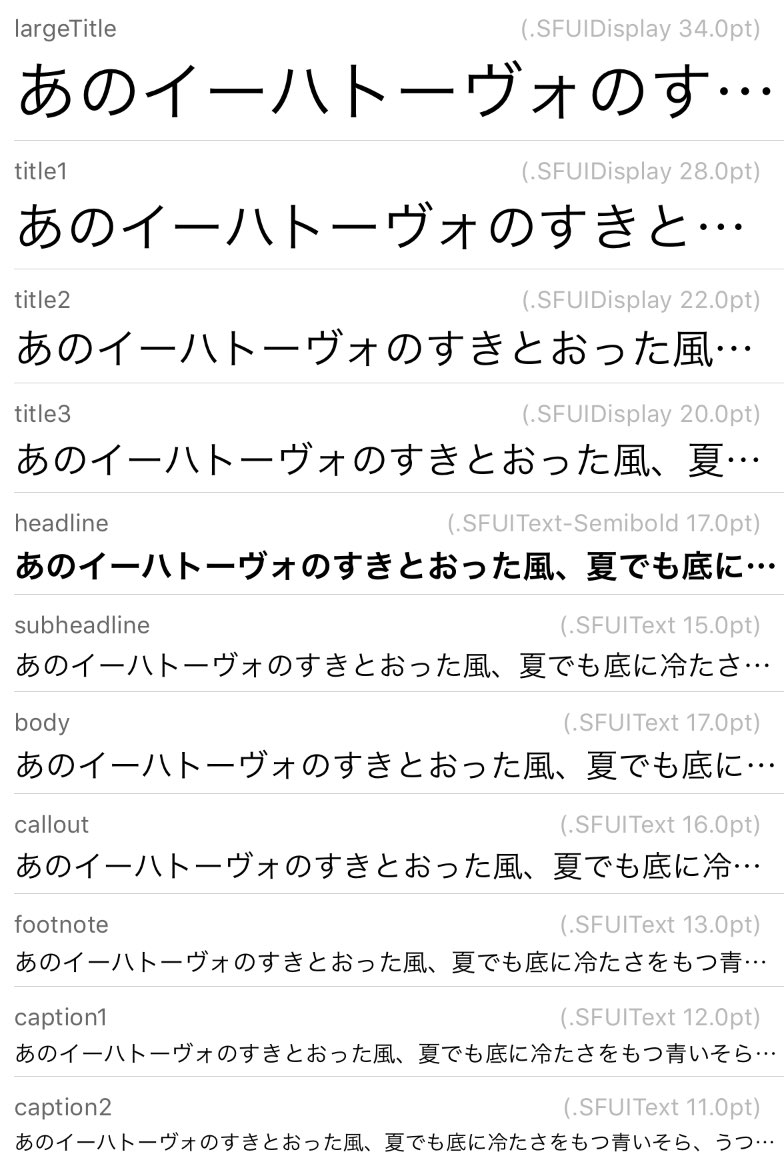 largeTitle (.SFUIDisplay 34.0pt)
あのイーハトーヴォのす…
title1 (.SFUIDisplay 28.0pt)
あのイーハトーヴォのすきと…
title2 (.SFUIDisplay 22.0pt)
あのイーハトーヴォのすきとおった風…
title3 (.SFUIDisplay 20.0pt)
あのイーハトーヴォのすきとおった風、夏…
headline (.SFUIText-Semibold 17.0pt)
あのイーハトーヴォのすきとおった風、夏でも底に…
subheadline (.SFUIText 15.0pt)
あのイーハトーヴォのすきとおった風、夏でも底に冷たさ…
body (.SFUIText 17.0pt)
あのイーハトーヴォのすきとおった風、夏でも底に…
callout (.SFUIText 16.0pt)
あのイーハトーヴォのすきとおった風、夏でも底に冷…
footnote (.SFUIText 13.0pt)
あのイーハトーヴォのすきとおった風、夏でも底に冷たさをもつ青…
caption1 (.SFUIText 12.0pt)
あのイーハトーヴォのすきとおった風、夏でも底に冷たさをもつ青いそら…
caption2 (.SFUIText 11.0pt)
あのイーハトーヴォのすきとおった風、夏でも底に冷たさをもつ青いそら、うつ…